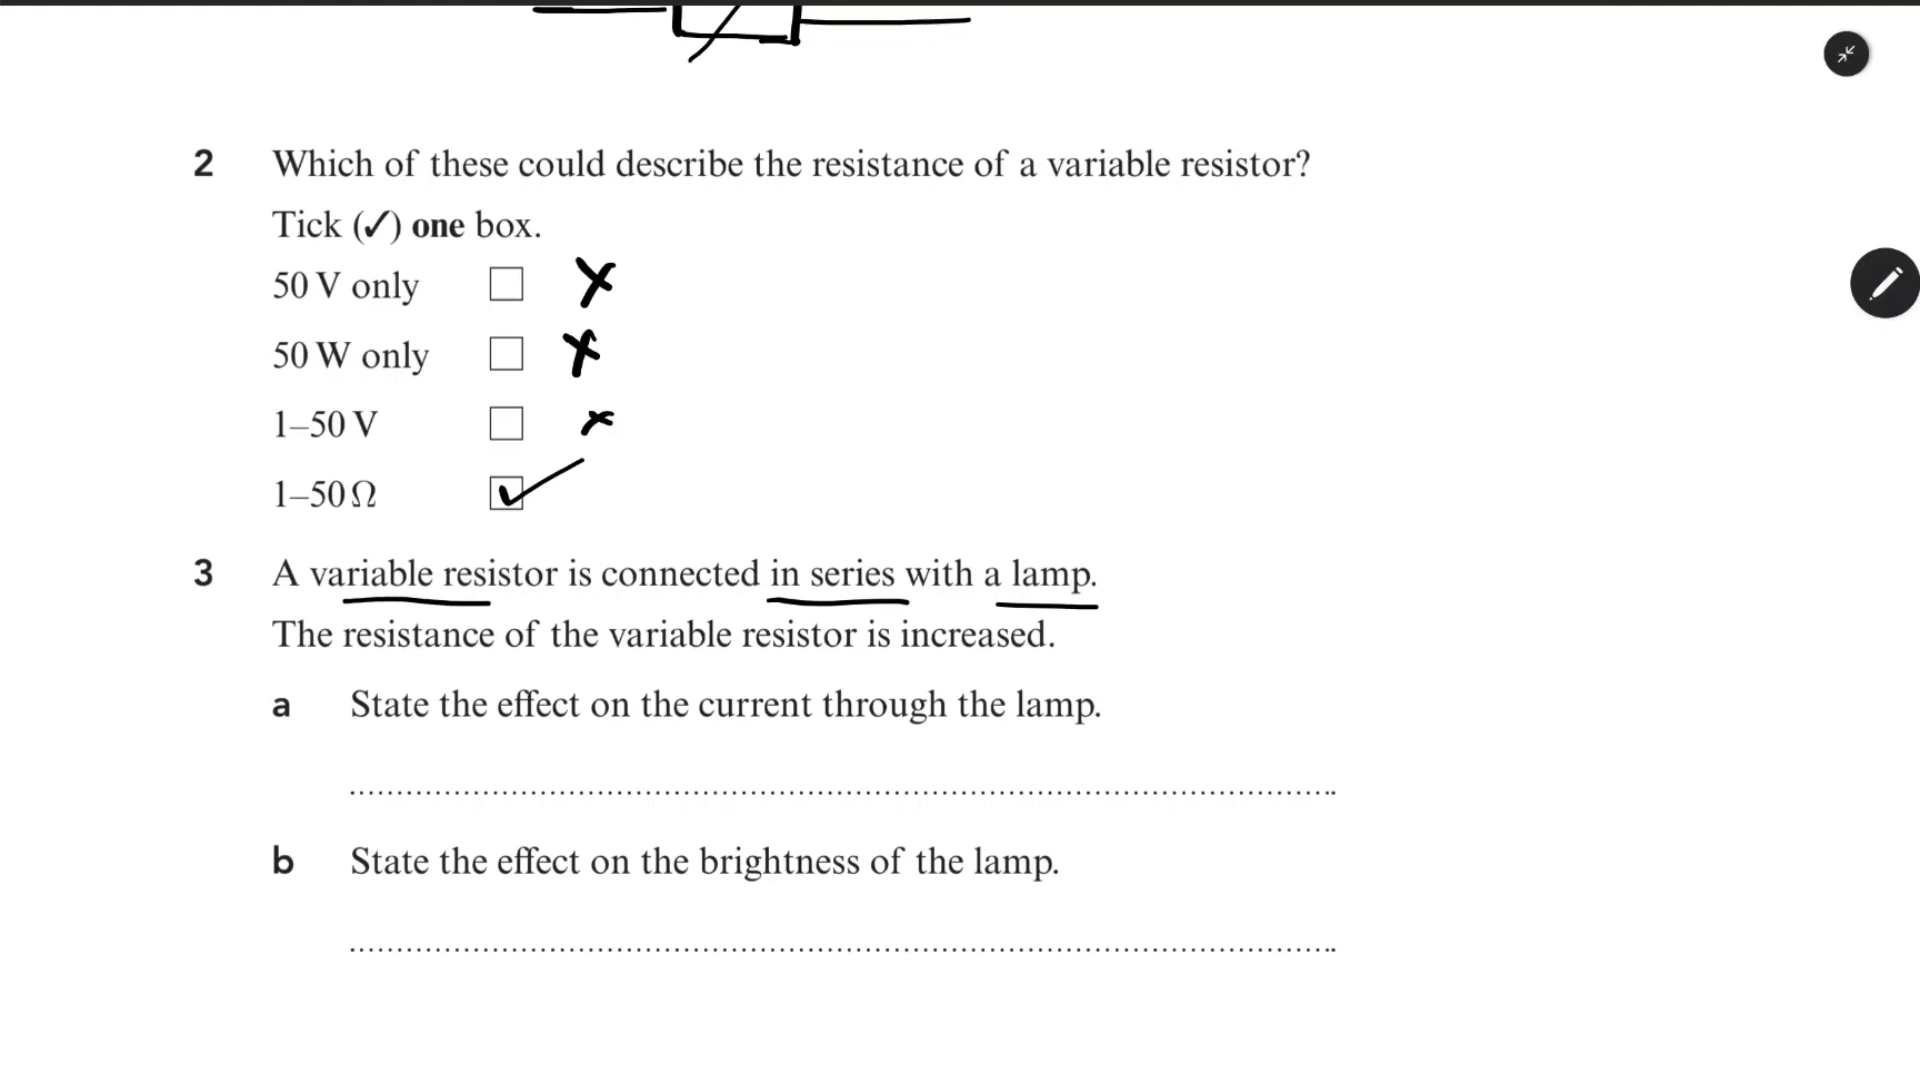 2 Which of these could describe the resistance of a variable resistor?
Tick (✓) one box.
50 V only
50 W only
1–50 V
1–50 Ω
3 A variable resistor is connected in series with a lamp.
The resistance of the variable resistor is increased.
a State the effect on the current through the lamp.
b State the effect on the brightness of the lamp.